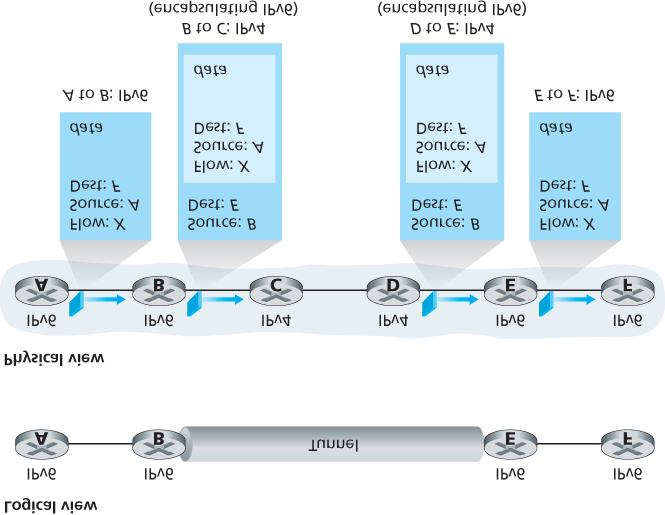 Logical view
IPv6 IPv6 IPv6 IPv6
A B Tunnel E F
Physical view
IPv6 IPv6 IPv4 IPv4 IPv6 IPv6
A B C D E F
Flow: X
Source: A
Dest: F
data
A to B: IPv6
Source: B
Dest: E
Flow: X
Source: A
Dest: F
data
B to C: IPv4
(encapsulating IPv6)
Source: B
Dest: E
Flow: X
Source: A
Dest: F
data
D to E: IPv4
(encapsulating IPv6)
Flow: X
Source: A
Dest: F
data
E to F: IPv6